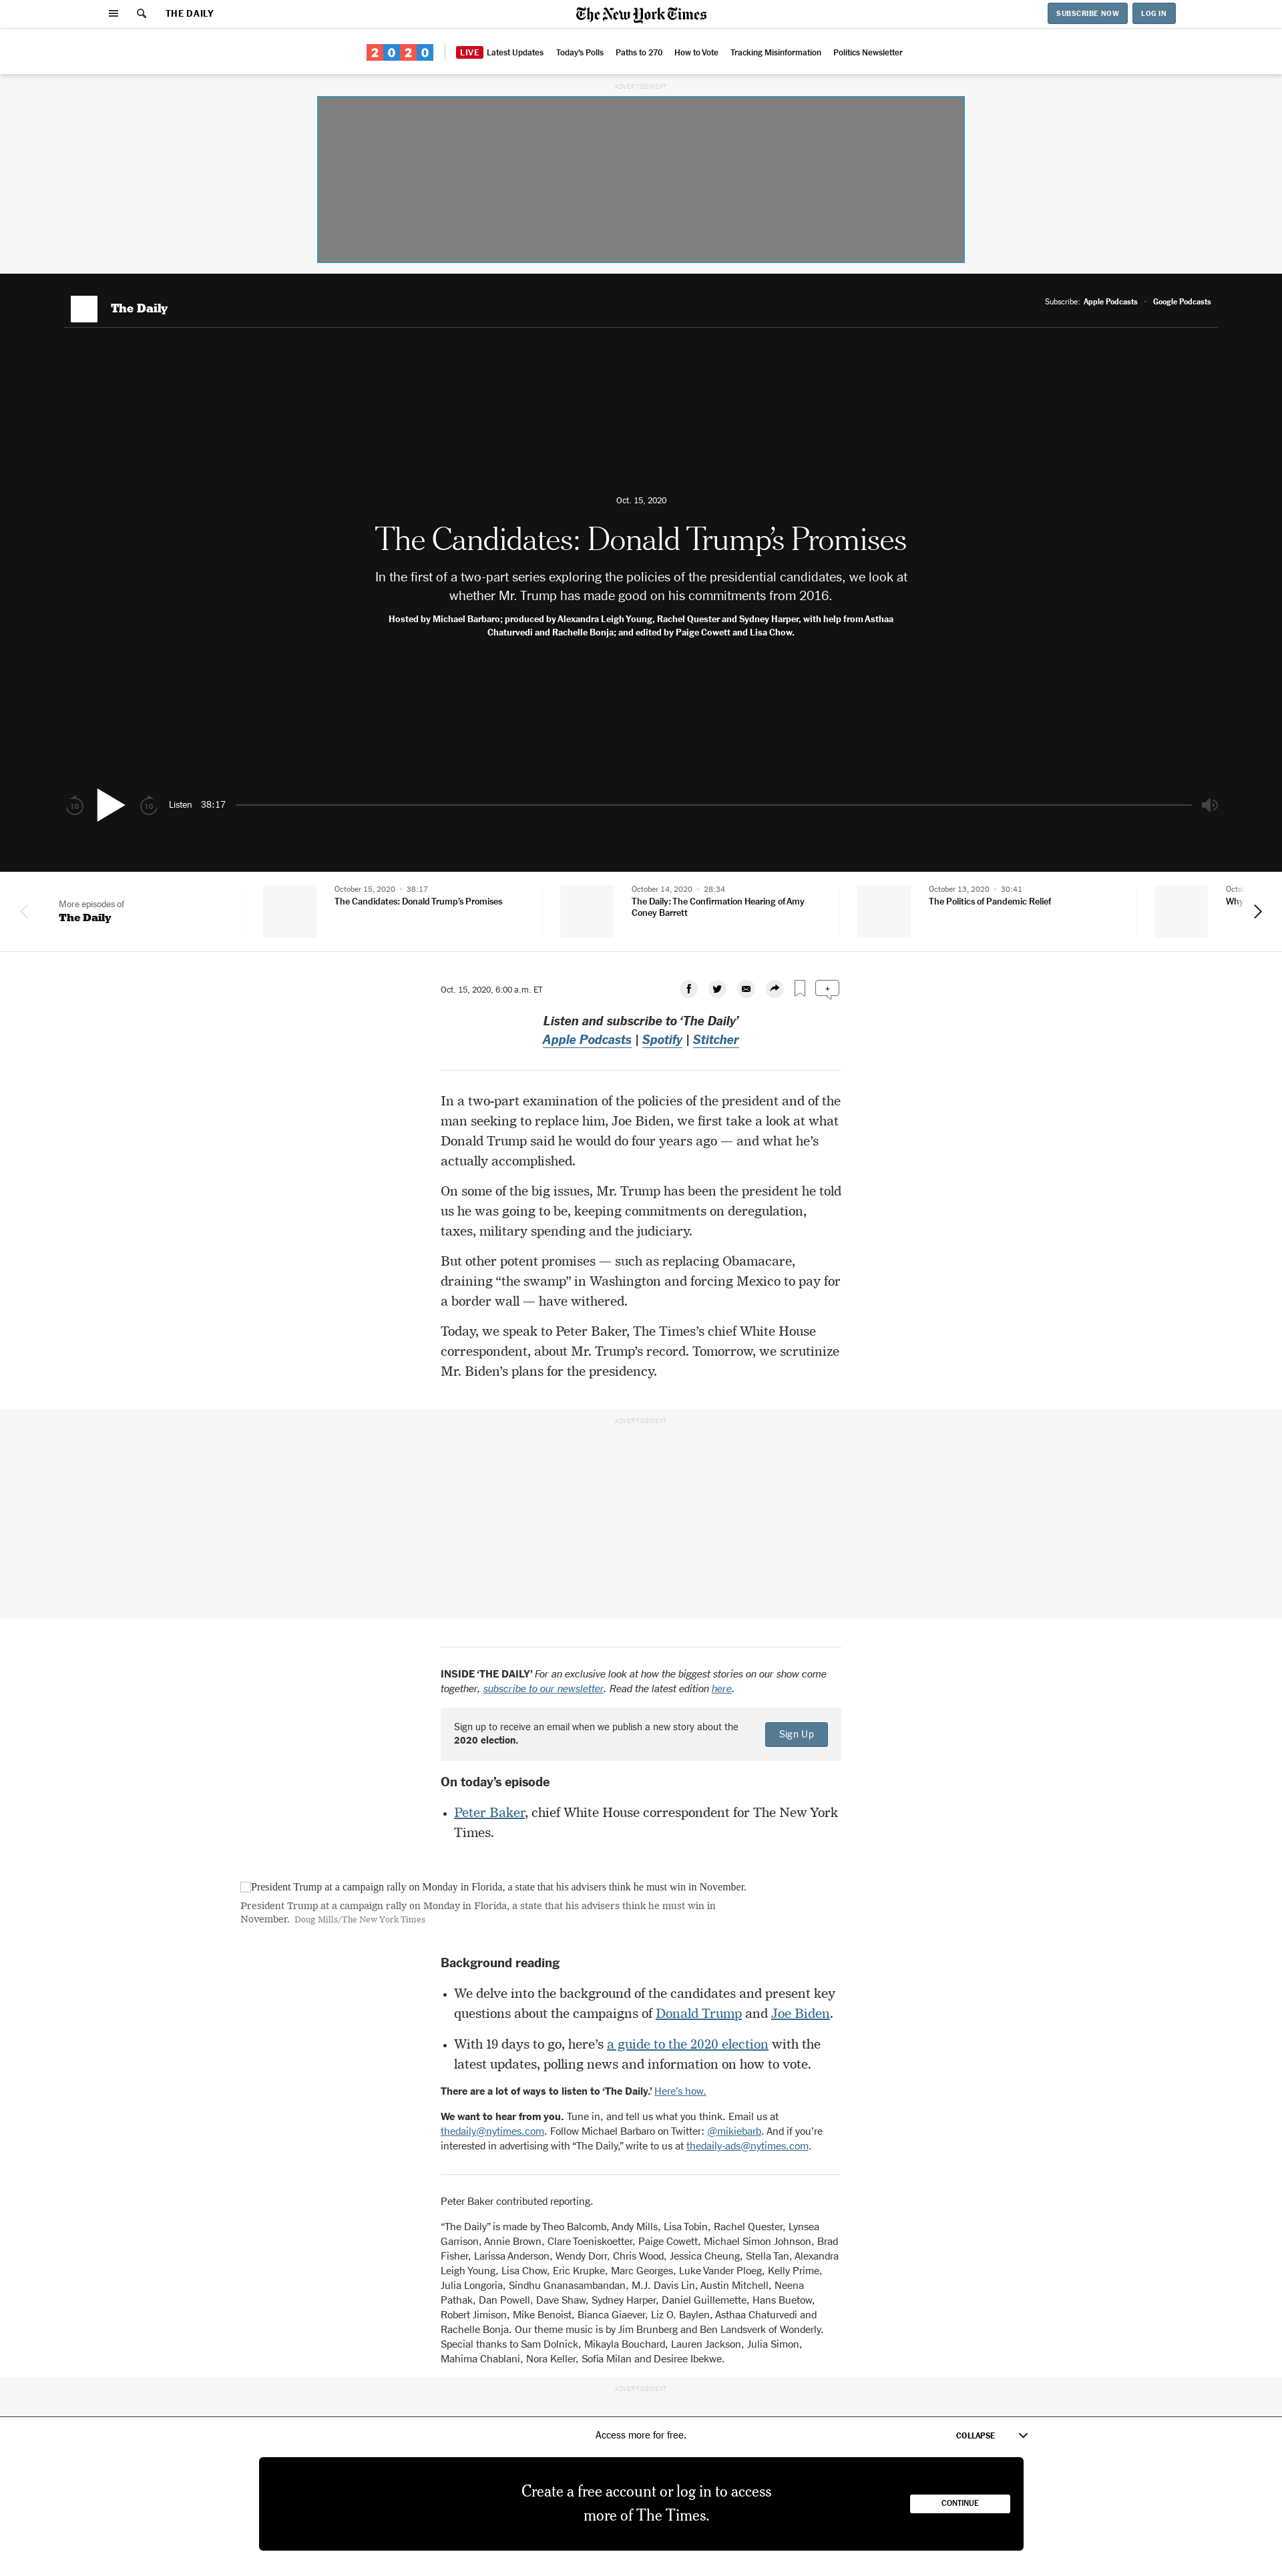 THE DAILY
The New York Times
SUBSCRIBE NOW
LOG IN
2020
LIVE Latest Updates
Today's Polls
Paths to 270
How to Vote
Tracking Misinformation
Politics Newsletter
ADVERTISEMENT
The Daily
Subscribe: Apple Podcasts • Google Podcasts
Oct. 15, 2020
The Candidates: Donald Trump’s Promises
In the first of a two-part series exploring the policies of the presidential candidates, we look at
whether Mr. Trump has made good on his commitments from 2016.
Hosted by Michael Barbaro; produced by Alexandra Leigh Young, Rachel Quester and Sydney Harper, with help from Asthaa
Chaturvedi and Rachelle Bonja; and edited by Paige Cowett and Lisa Chow.
10
10
Listen 38:17
More episodes of
The Daily
October 15, 2020 • 38:17
The Candidates: Donald Trump’s Promises
October 14, 2020 • 28:34
The Daily: The Confirmation Hearing of Amy
Coney Barrett
October 13, 2020 • 30:41
The Politics of Pandemic Relief
Why
Oct. 15, 2020, 6:00 a.m. ET
+
Listen and subscribe to ‘The Daily’
Apple Podcasts | Spotify | Stitcher
In a two-part examination of the policies of the president and of the
man seeking to replace him, Joe Biden, we first take a look at what
Donald Trump said he would do four years ago — and what he’s
actually accomplished.
On some of the big issues, Mr. Trump has been the president he told
us he was going to be, keeping commitments on deregulation,
taxes, military spending and the judiciary.
But other potent promises — such as replacing Obamacare,
draining “the swamp” in Washington and forcing Mexico to pay for
a border wall — have withered.
Today, we speak to Peter Baker, The Times’s chief White House
correspondent, about Mr. Trump’s record. Tomorrow, we scrutinize
Mr. Biden’s plans for the presidency.
ADVERTISEMENT
INSIDE ‘THE DAILY’ For an exclusive look at how the biggest stories on our show come
together, subscribe to our newsletter. Read the latest edition here.
Sign up to receive an email when we publish a new story about the
2020 election.
Sign Up
On today’s episode
• Peter Baker, chief White House correspondent for The New York
Times.
President Trump at a campaign rally on Monday in Florida, a state that his advisers think he must win in November.
President Trump at a campaign rally on Monday in Florida, a state that his advisers think he must win in
November. Doug Mills/The New York Times
Background reading
• We delve into the background of the candidates and present key
questions about the campaigns of Donald Trump and Joe Biden.
• With 19 days to go, here’s a guide to the 2020 election with the
latest updates, polling news and information on how to vote.
There are a lot of ways to listen to ‘The Daily.’ Here’s how.
We want to hear from you. Tune in, and tell us what you think. Email us at
thedaily@nytimes.com. Follow Michael Barbaro on Twitter: @mikiebarb. And if you’re
interested in advertising with “The Daily,” write to us at thedaily-ads@nytimes.com.
Peter Baker contributed reporting.
“The Daily” is made by Theo Balcomb, Andy Mills, Lisa Tobin, Rachel Quester, Lynsea
Garrison, Annie Brown, Clare Toeniskoetter, Paige Cowett, Michael Simon Johnson, Brad
Fisher, Larissa Anderson, Wendy Dorr, Chris Wood, Jessica Cheung, Stella Tan, Alexandra
Leigh Young, Lisa Chow, Eric Krupke, Marc Georges, Luke Vander Ploeg, Kelly Prime,
Julia Longoria, Sindhu Gnanasambandan, M.J. Davis Lin, Austin Mitchell, Neena
Pathak, Dan Powell, Dave Shaw, Sydney Harper, Daniel Guillemette, Hans Buetow,
Robert Jimison, Mike Benoist, Bianca Giaever, Liz O. Baylen, Asthaa Chaturvedi and
Rachelle Bonja. Our theme music is by Jim Brunberg and Ben Landsverk of Wonderly.
Special thanks to Sam Dolnick, Mikayla Bouchard, Lauren Jackson, Julia Simon,
Mahima Chablani, Nora Keller, Sofia Milan and Desiree Ibekwe.
ADVERTISEMENT
Access more for free.
COLLAPSE
Create a free account or log in to access
more of The Times.
CONTINUE